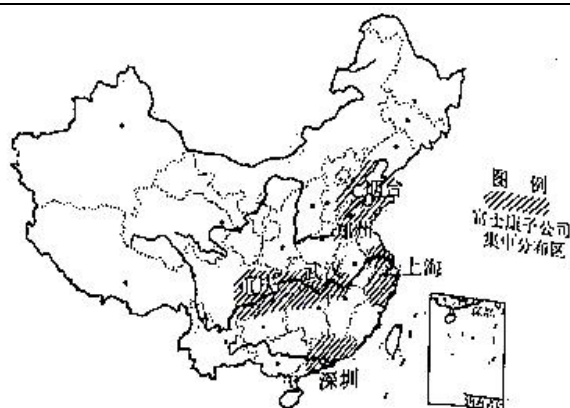 烟台
图 例
富士康子公司
集中分布区
郑州
上海
重庆
武汉
深圳